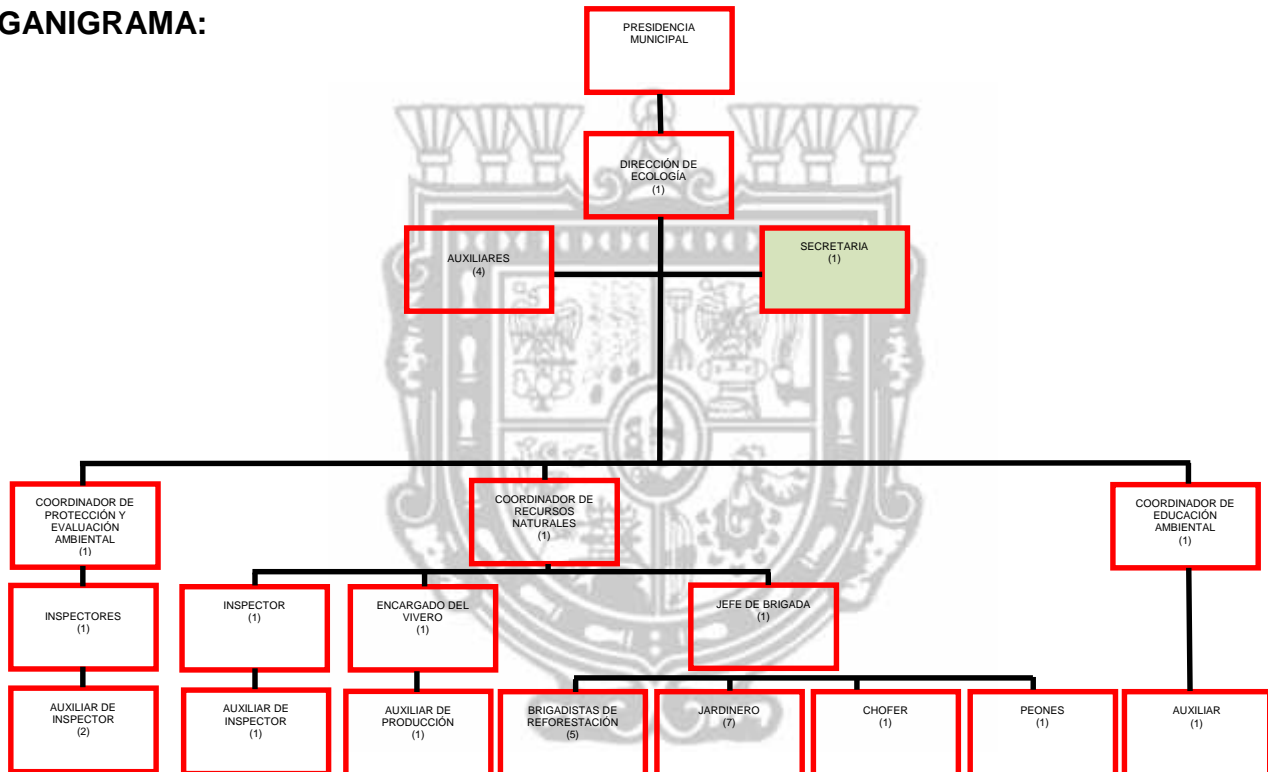 GANIGRAMA:
PRESIDENCIA
MUNICIPAL
DIRECCIÓN DE
ECOLOGÍA
(1)
AUXILIARES
(4)
SECRETARIA
(1)
COORDINADOR DE
PROTECCIÓN Y
EVALUACIÓN
AMBIENTAL
(1)
COORDINADOR DE
RECURSOS
NATURALES
(1)
COORDINADOR DE
EDUCACIÓN
AMBIENTAL
(1)
INSPECTORES
(1)
INSPECTOR
(1)
ENCARGADO DEL
VIVERO
(1)
JEFE DE BRIGADA
(1)
AUXILIAR DE
INSPECTOR
(2)
AUXILIAR DE
INSPECTOR
(1)
AUXILIAR DE
PRODUCCIÓN
(1)
BRIGADISTAS DE
REFORESTACIÓN
(5)
JARDINERO
(7)
CHOFER
(1)
PEONES
(1)
AUXILIAR
(1)